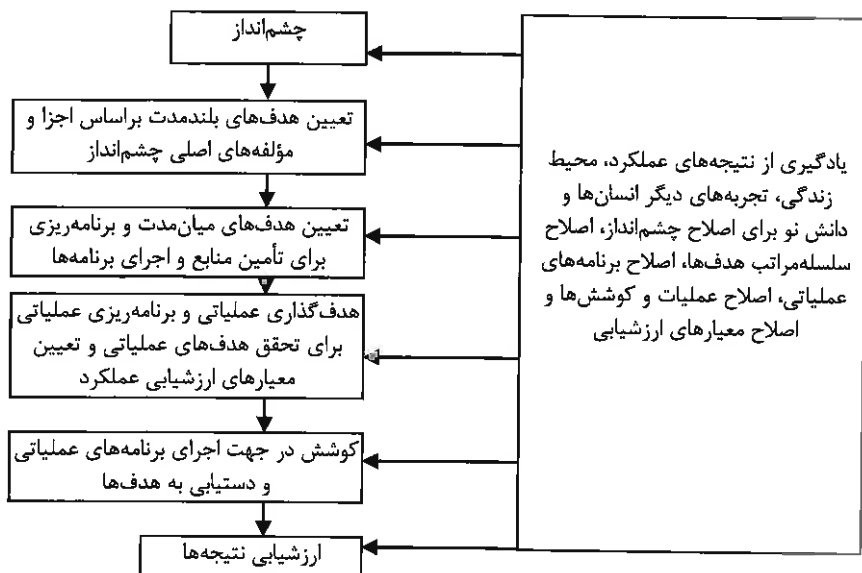 چشم‌انداز
تعیین هدف‌های بلندمدت براساس اجزا و
مؤلفه‌های اصلی چشم‌انداز
تعیین هدف‌های میان‌مدت و برنامه‌ریزی
برای تأمین منابع و اجرای برنامه‌ها
هدف‌گذاری عملیاتی و برنامه‌ریزی عملیاتی
برای تحقق هدف‌های عملیاتی و تعیین
معیارهای ارزشیابی عملکرد
کوشش در جهت اجرای برنامه‌های عملیاتی
و دستیابی به هدف‌ها
ارزشیابی نتیجه‌ها
یادگیری از نتیجه‌های عملکرد، محیط
زندگی، تجربه‌های دیگر انسان‌ها و
دانش نو برای اصلاح چشم‌انداز، اصلاح
سلسله‌مراتب هدف‌ها، اصلاح برنامه‌های
عملیاتی، اصلاح عملیات و کوشش‌ها و
اصلاح معیارهای ارزشیابی